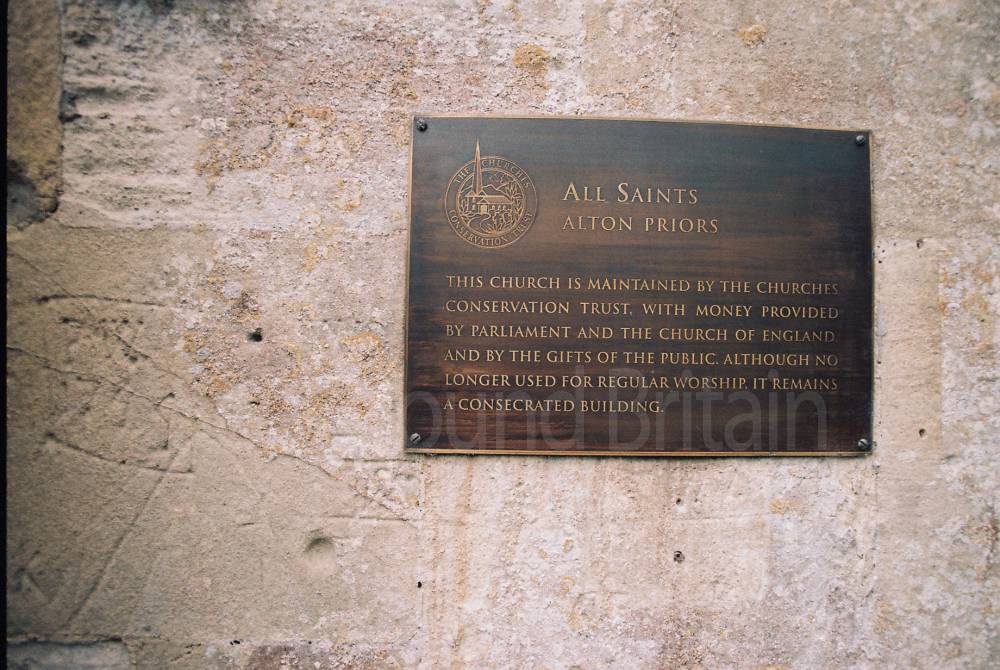 THE CHURCHES
CONSERVATION TRUST
ALL SAINTS
ALTON PRIORS
THIS CHURCH IS MAINTAINED BY THE CHURCHES
CONSERVATION TRUST, WITH MONEY PROVIDED
BY PARLIAMENT AND THE CHURCH OF ENGLAND
AND BY THE GIFTS OF THE PUBLIC. ALTHOUGH NO
LONGER USED FOR REGULAR WORSHIP, IT REMAINS
A CONSECRATED BUILDING.
Britain